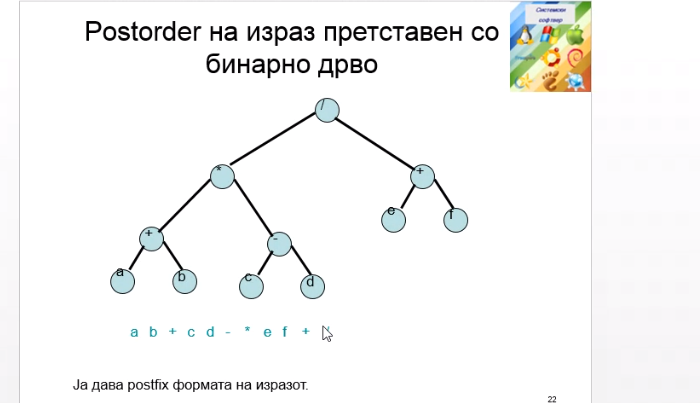 Postorder на израз претставен со
бинарно дрво
Системски
софтвер
/
* +
e f
+ -
a b c d
a b + c d - * e f +
Ја дава postfix формата на изразот.
22